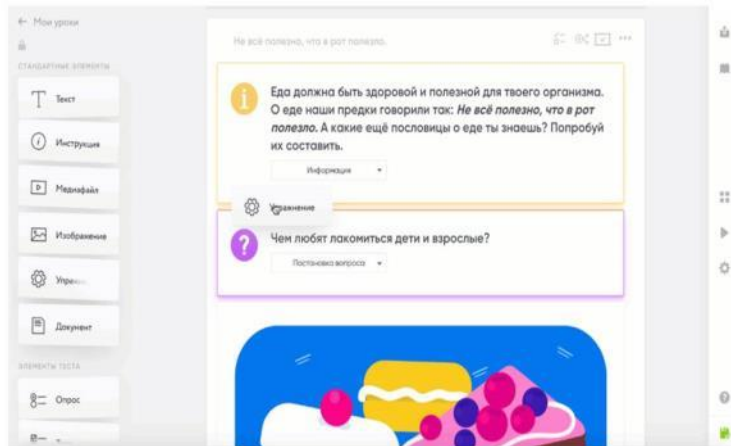 ← Мои уроки
Не всё полезно, что в рот полезло.
СТАНДАРТНЫЕ ЭЛЕМЕНТЫ
Текст
Инструкция
Медиафайл
Изображение
Документ
ЭЛЕМЕНТЫ ТЕСТА
Опрос
Еда должна быть здоровой и полезной для твоего организма.
О еде наши предки говорили так: Не всё полезно, что в рот
полезло. А какие ещё пословицы о еде ты знаешь? Попробуй
их составить.
Информация
Упражнение
Чем любят лакомиться дети и взрослые?
Постановка вопроса